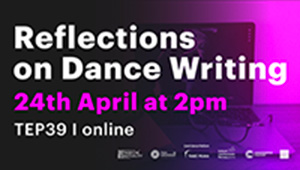 Reflections
on Dance Writing
24th April at 2pm
TEP39 I online